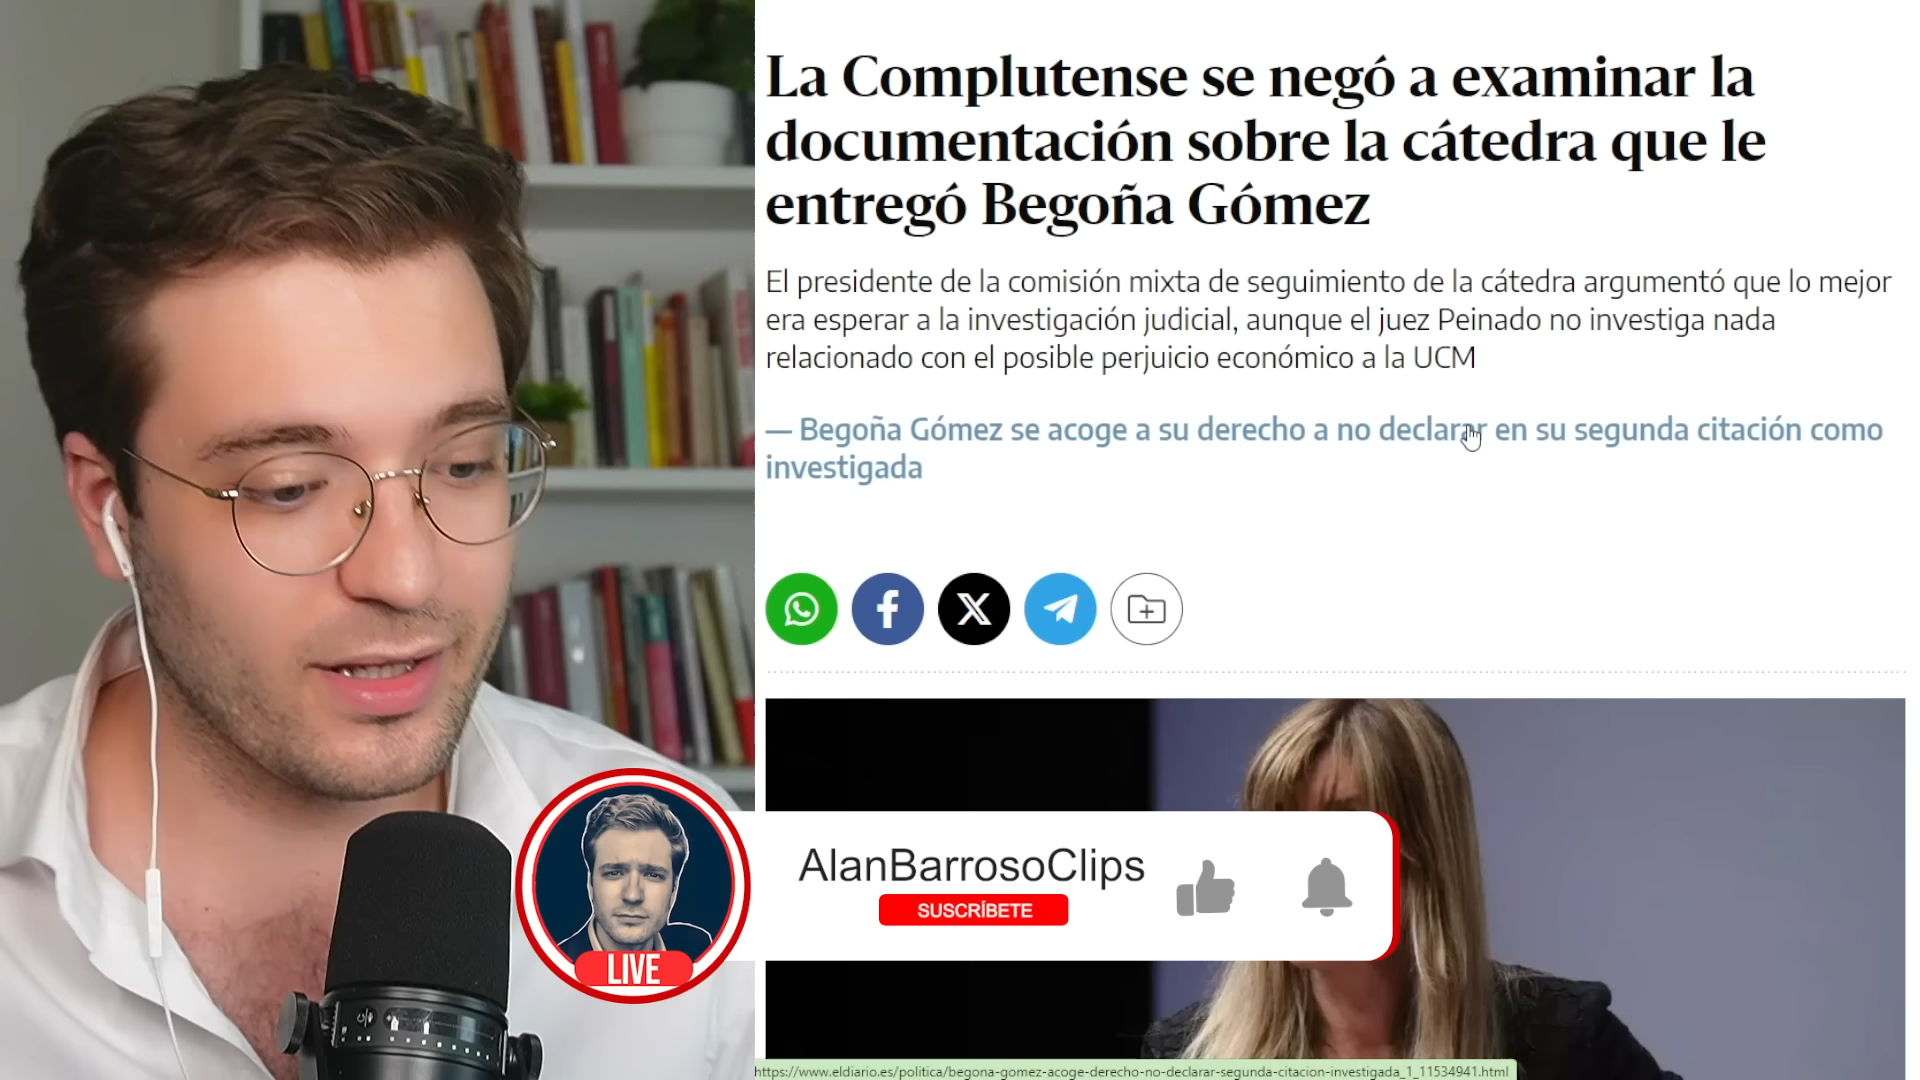 La Complutense se negó a examinar la
documentación sobre la cátedra que le
entregó Begoña Gómez
El presidente de la comisión mixta de seguimiento de la cátedra argumentó que lo mejor
era esperar a la investigación judicial, aunque el juez Peinado no investiga nada
relacionado con el posible perjuicio económico a la UCM
— Begoña Gómez se acoge a su derecho a no declarar en su segunda citación como
investigada
AlanBarrosoClips
SUSCRÍBETE
LIVE
https://www.eldiario.es/politica/begona-gomez-acoge-derecho-no-declarar-segunda-citacion-investigada_1_11534941.html